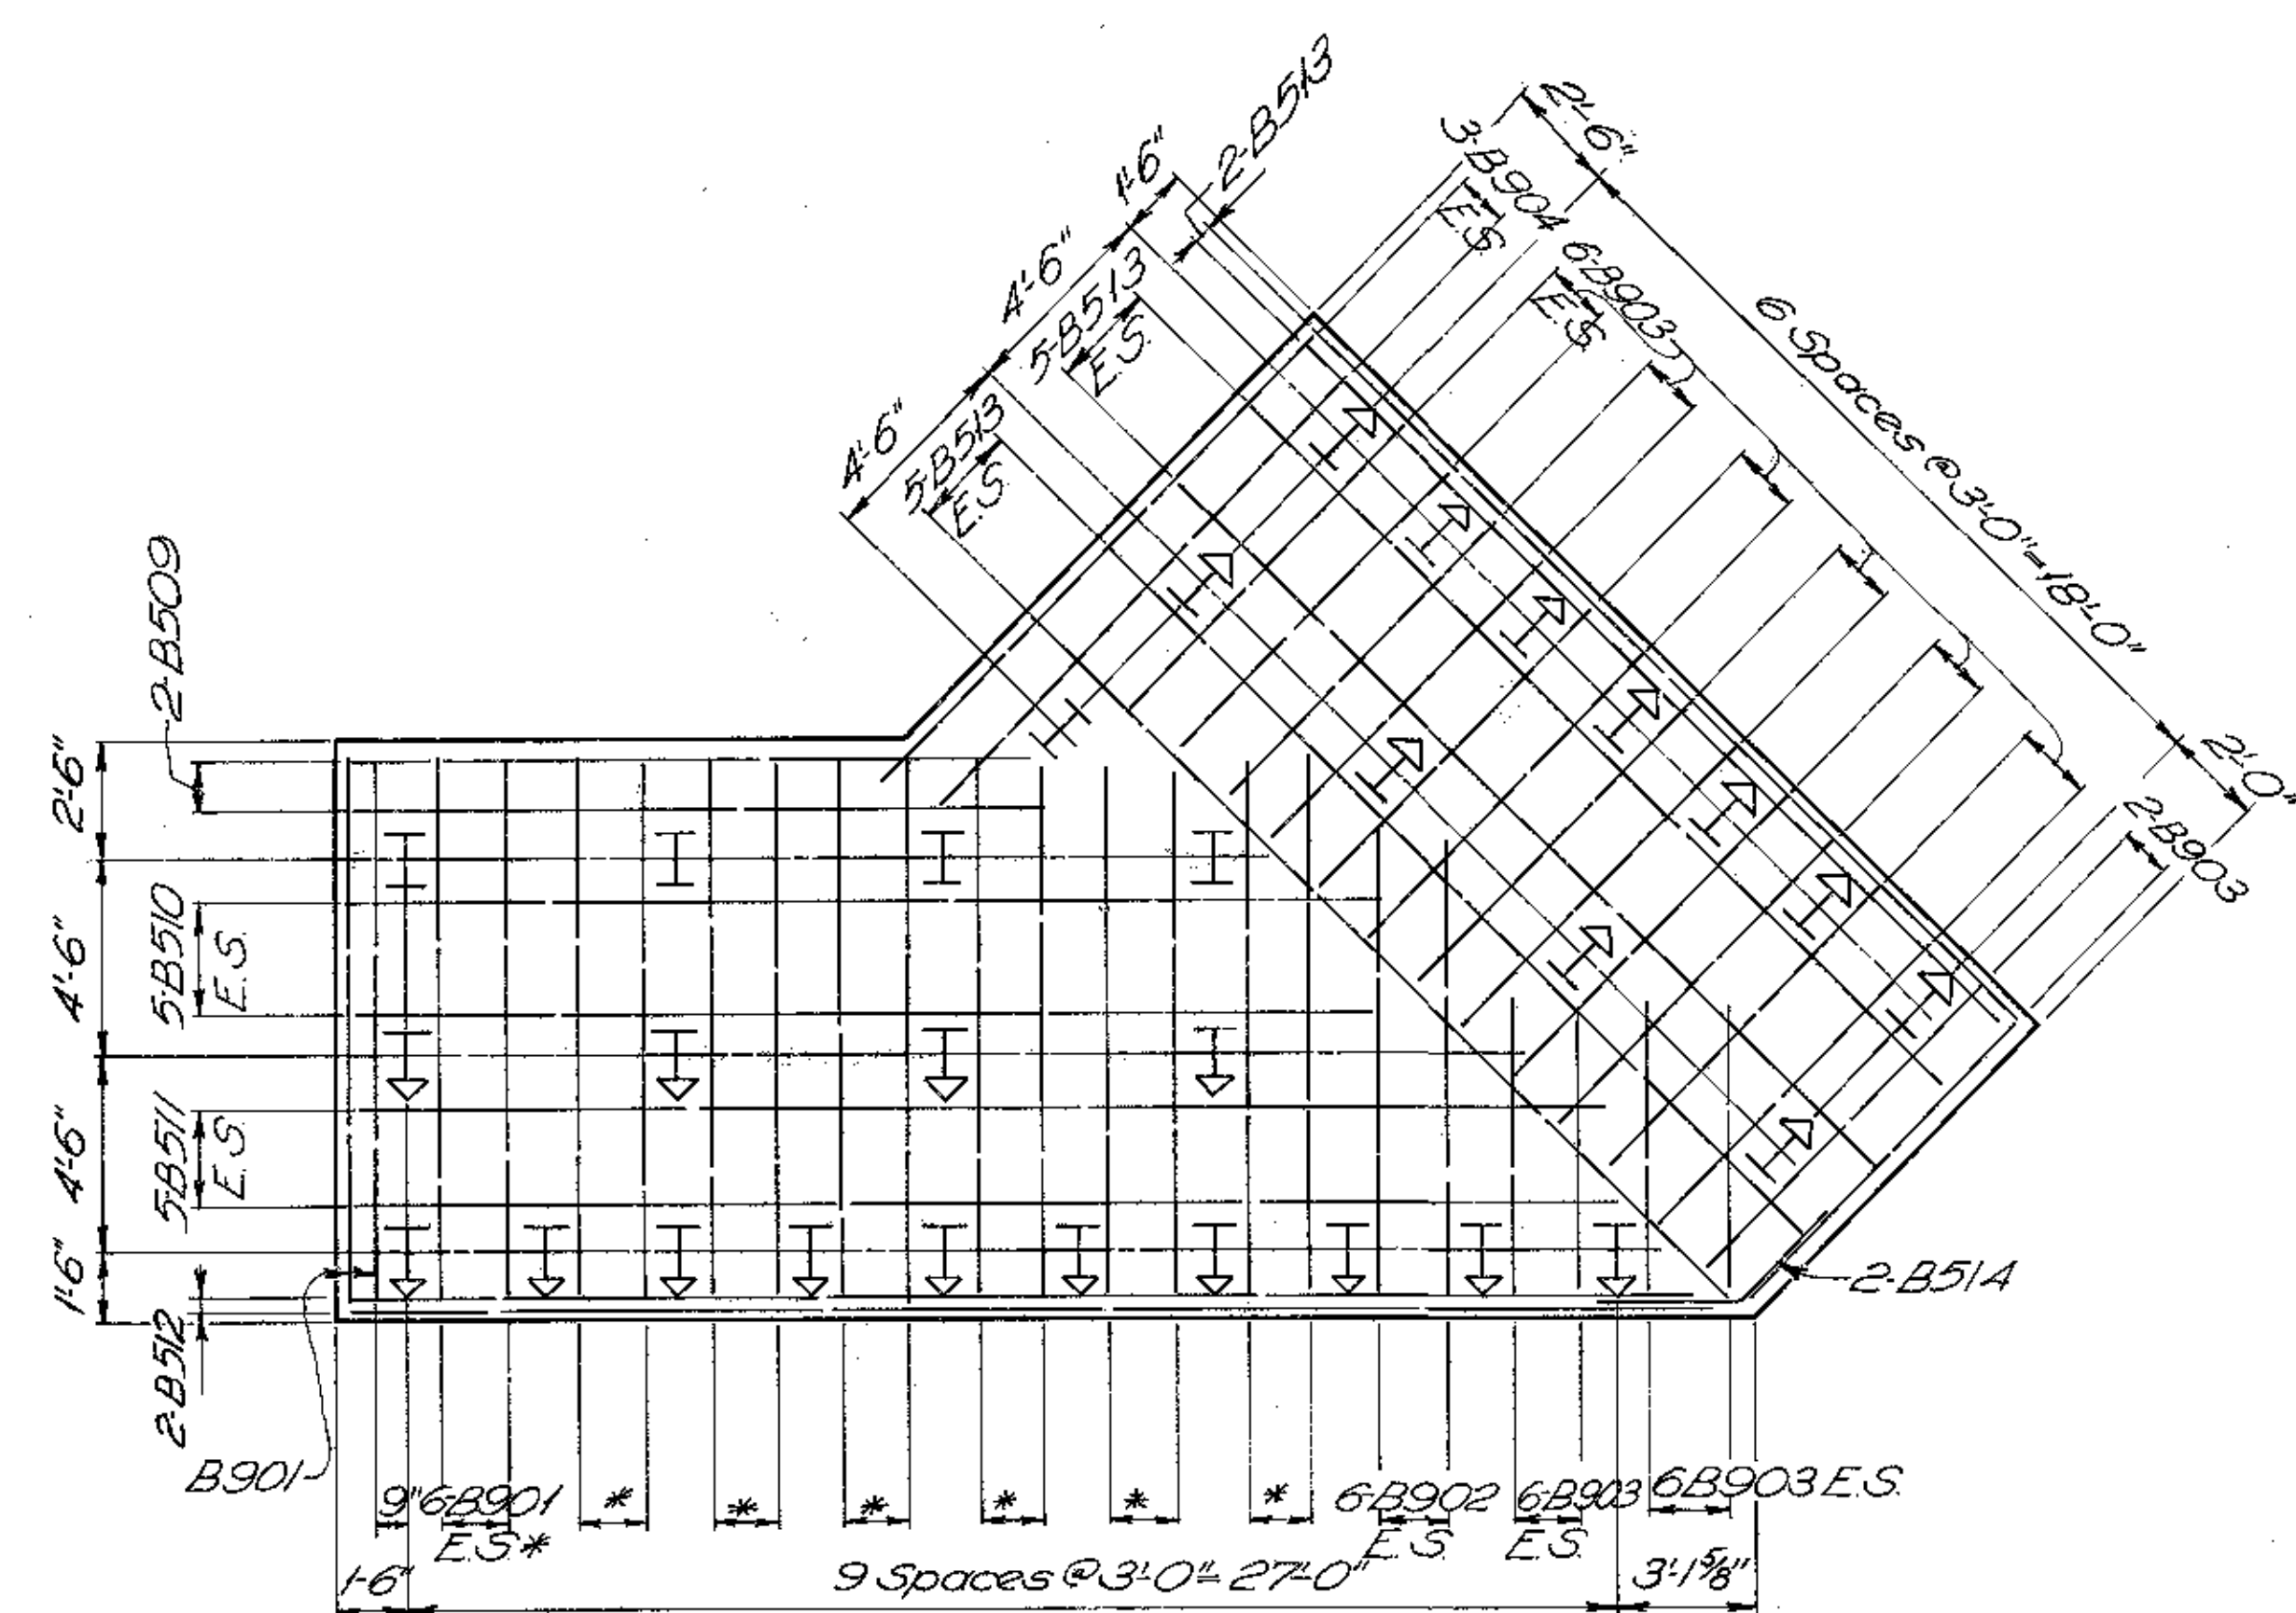 2-B513
2'-6"
3-B904
E.S.
1'-6"
4'-6"
5-B513
E.S.
6-B903
E.S.
6 Spaces @ 3'-0"=18'-0"
4'-6"
5-B513
E.S.
2-B509
2'-0"
2-B903
2'-6"
5-B510
E.S.
4'-6"
5-B511
E.S.
4'-6"
1'-6"
2-B514
2-B512
B901
9"
6-B901
E.S.*
*
*
*
*
*
*
6-B902
E.S.
6-B903
E.S.
6B903 E.S.
1'-6"
9 Spaces @ 3'-0"= 27'-0"
3'-1 5/8"